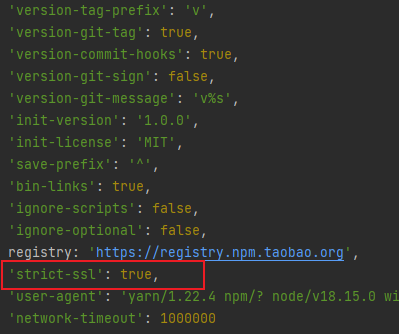 'version-tag-prefix': 'v',
'version-git-tag': true,
'version-commit-hooks': true,
'version-git-sign': false,
'version-git-message': 'v%s',
'init-version': '1.0.0',
'init-license': 'MIT',
'save-prefix': '^',
'bin-links': true,
'ignore-scripts': false,
'ignore-optional': false,
registry: 'https://registry.npm.taobao.org',
'strict-ssl': true,
'user-agent': 'yarn/1.22.4 npm/? node/v18.15.0 wi
'network-timeout': 1000000